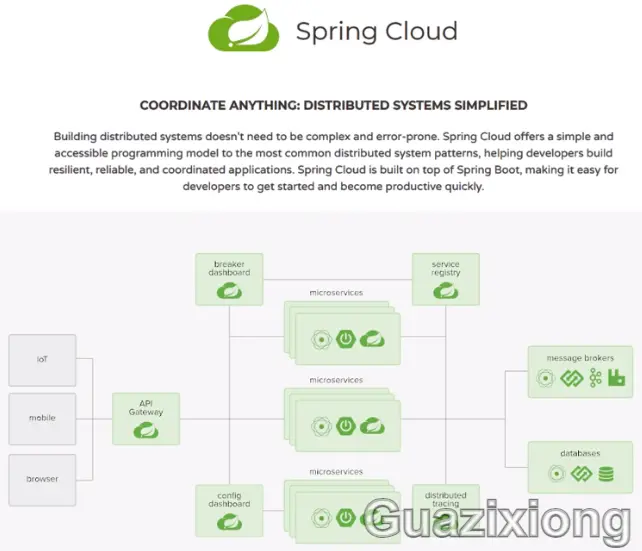 Spring Cloud
COORDINATE ANYTHING: DISTRIBUTED SYSTEMS SIMPLIFIED
Building distributed systems doesn't need to be complex and error-prone. Spring Cloud offers a simple and
accessible programming model to the most common distributed system patterns, helping developers build
resilient, reliable, and coordinated applications. Spring Cloud is built on top of Spring Boot, making it easy for
developers to get started and become productive quickly.
breaker
dashboard
service
registry
microservices
IoT
mobile
browser
API
Gateway
microservices
message brokers
databases
microservices
config
dashboard
distributed
tracing
Guazixiong